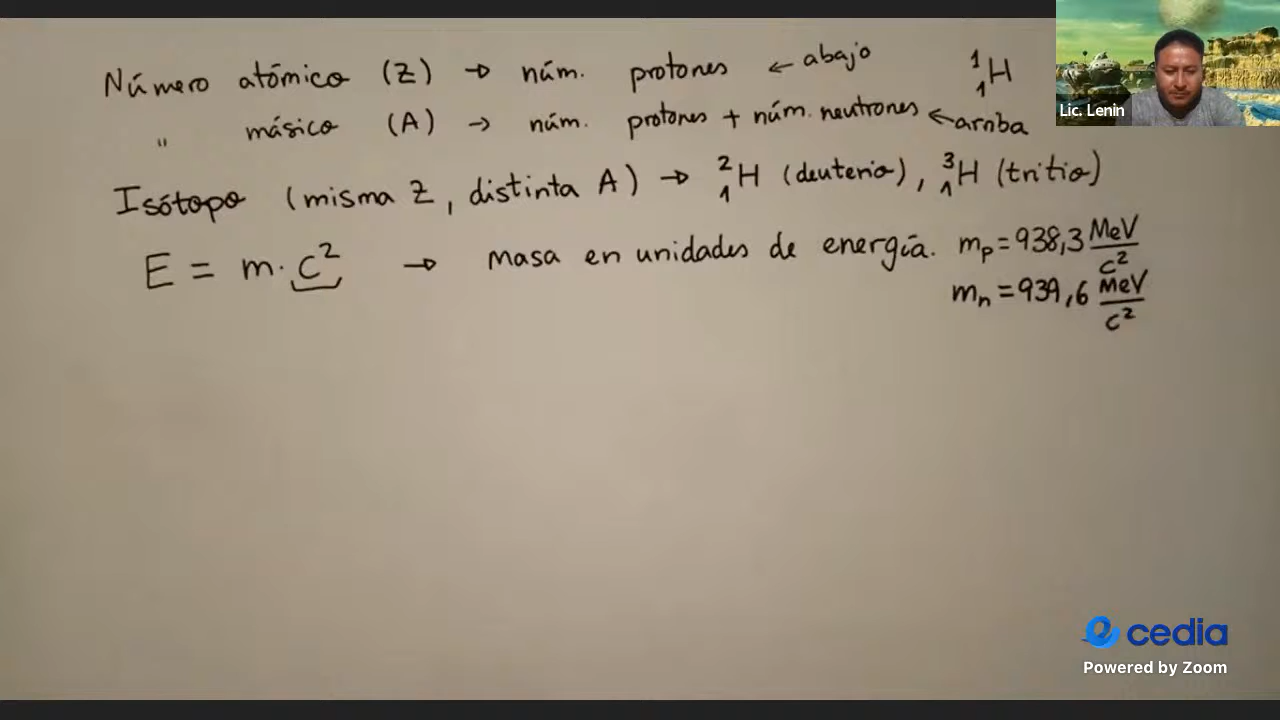 Número atómico (Z) → núm. protones ← abajo ¹₁H
" másico (A) → núm. protones + núm. neutrones ← arriba
Isótopo (misma Z, distinta A) → ²₁H (deuterio), ³₁H (tritio)
E = m · c² → masa en unidades de energía. mₚ = 938,3 MeV/c²
mₙ = 939,6 MeV/c²
Lic. Lenin
cedia
Powered by Zoom